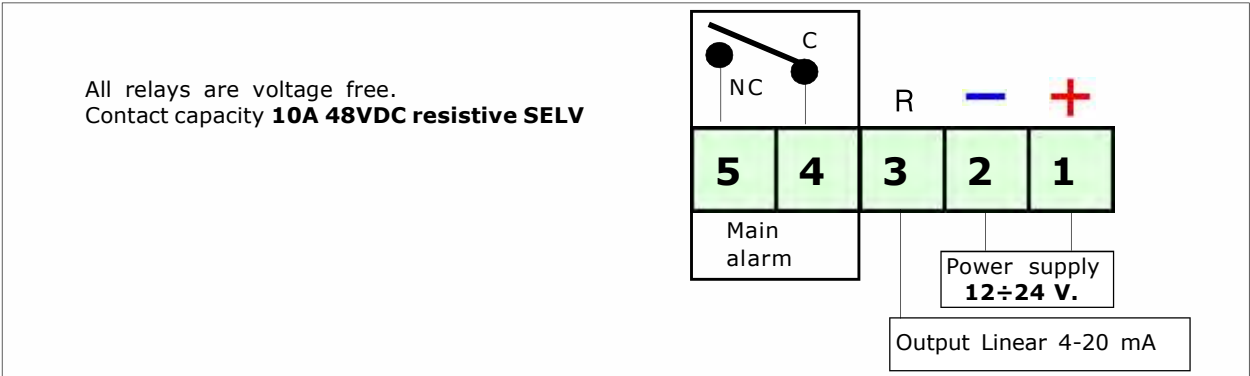 All relays are voltage free.
Contact capacity 10A 48VDC resistive SELV
C
NC
R
− +
5 4 3 2 1
Main
alarm
Power supply
12÷24 V.
Output Linear 4-20 mA